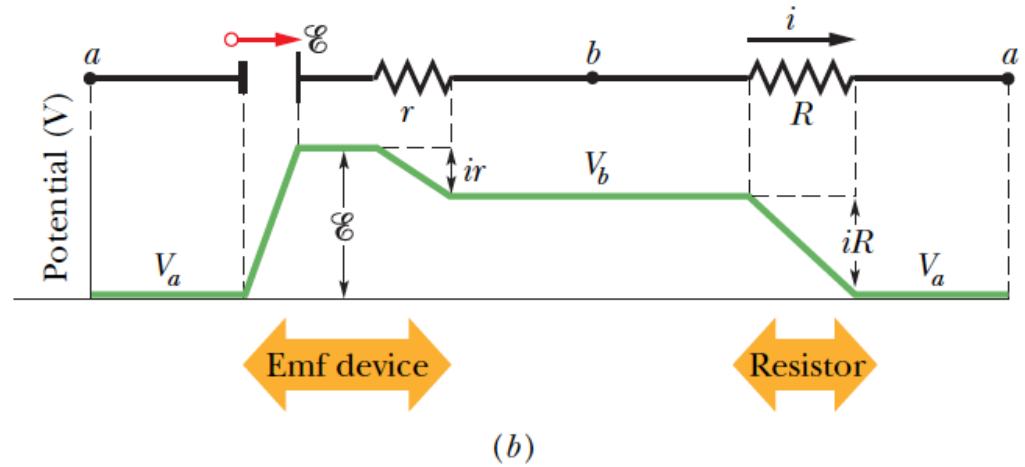 i
ℰ
a b a
r R
Potential (V)
ir V_b
ℰ
iR
V_a V_a
Emf device Resistor
(b)